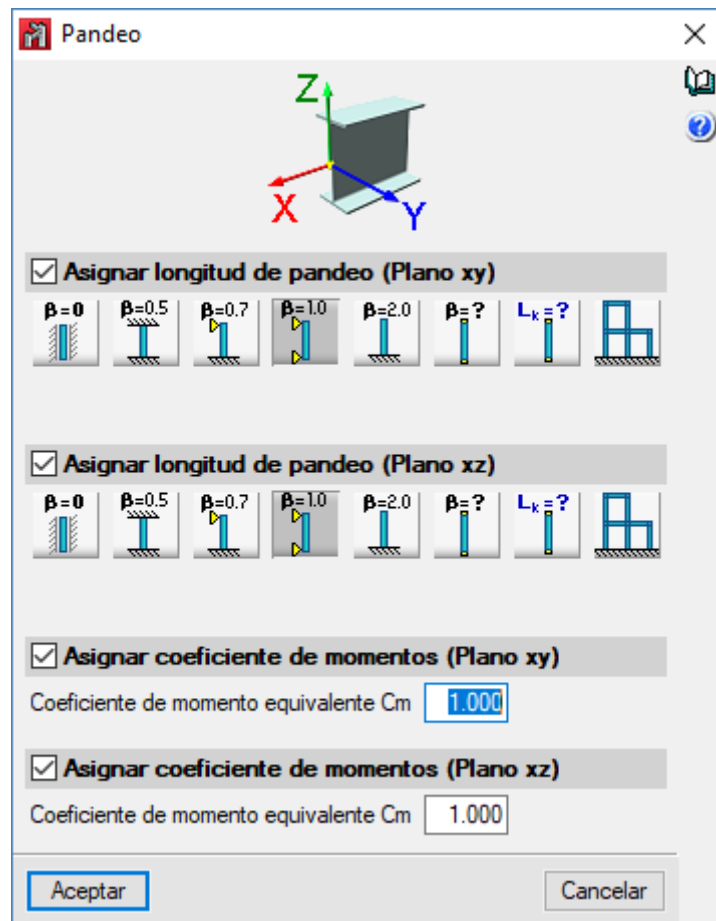 Pandeo
Z
X
Y
Asignar longitud de pandeo (Plano xy)
β=0 β=0.5 β=0.7 β=1.0 β=2.0 β=? Lk=?
Asignar longitud de pandeo (Plano xz)
β=0 β=0.5 β=0.7 β=1.0 β=2.0 β=? Lk=?
Asignar coeficiente de momentos (Plano xy)
Coeficiente de momento equivalente Cm 1.000
Asignar coeficiente de momentos (Plano xz)
Coeficiente de momento equivalente Cm 1.000
Aceptar Cancelar